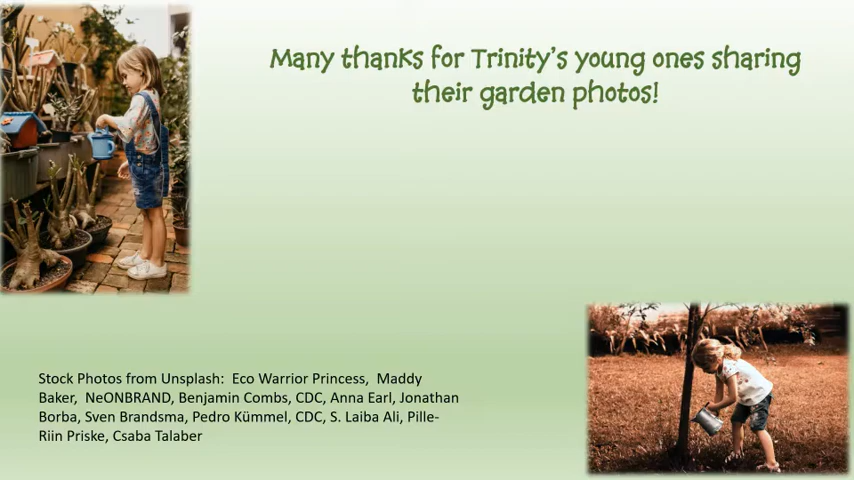 Many thanks for Trinity's young ones sharing
their garden photos!
Stock Photos from Unsplash:  Eco Warrior Princess,  Maddy
Baker,  NeONBRAND, Benjamin Combs, CDC, Anna Earl, Jonathan
Borba, Sven Brandsma, Pedro Kümmel, CDC, S. Laiba Ali, Pille-
Riin Priske, Csaba Talaber